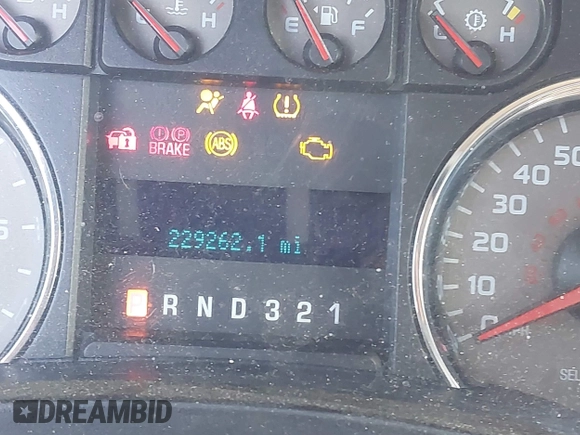 H
E F
C H
ABS
BRAKE
229262.1 mi
P R N D 3 2 1
50
40
30
20
10
0
DREAMBID